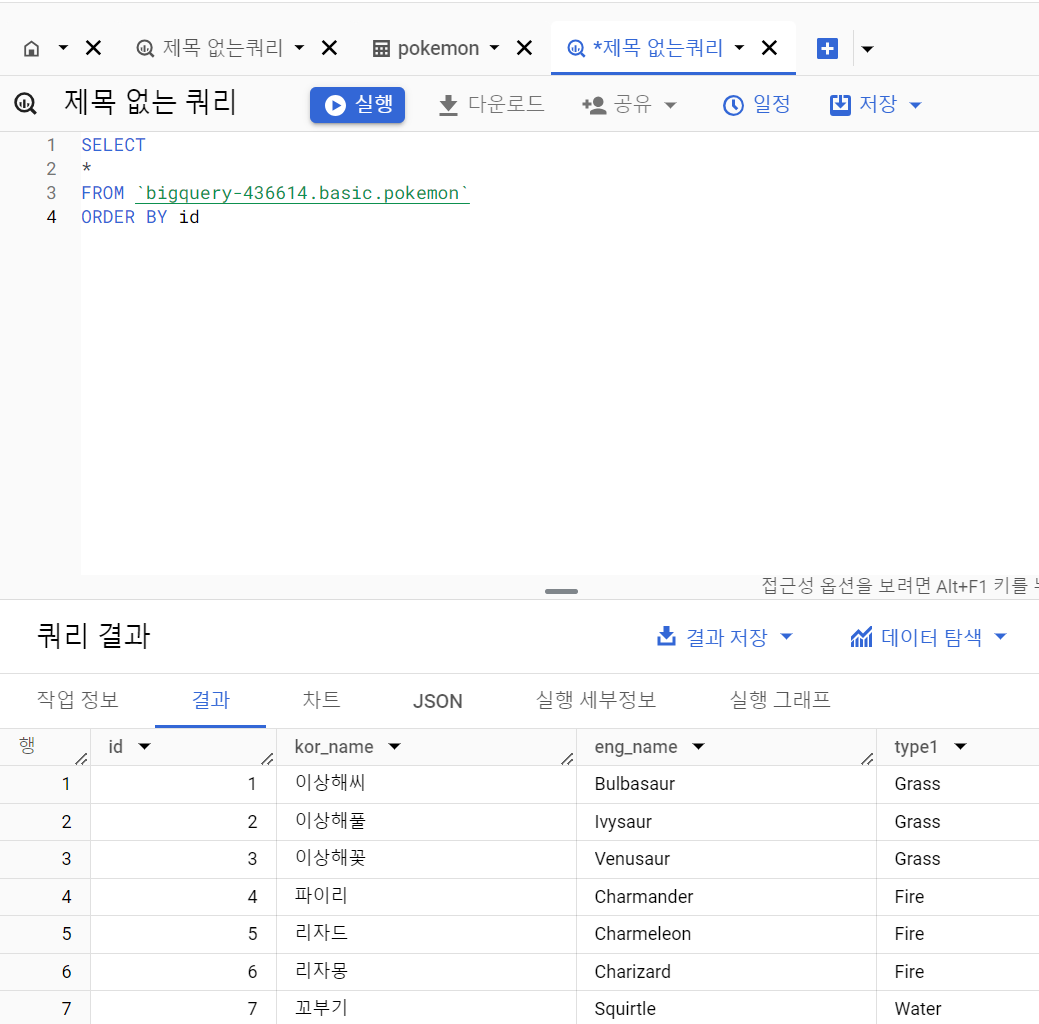 제목 없는쿼리 pokemon *제목 없는쿼리
제목 없는 쿼리 실행 다운로드 공유 일정 저장
1 SELECT
2 *
3 FROM `bigquery-436614.basic.pokemon`
4 ORDER BY id
접근성 옵션을 보려면 Alt+F1 키를
쿼리 결과 결과 저장 데이터 탐색
작업 정보 결과 차트 JSON 실행 세부정보 실행 그래프
행 id kor_name eng_name type1
1 1 이상해씨 Bulbasaur Grass
2 2 이상해풀 Ivysaur Grass
3 3 이상해꽃 Venusaur Grass
4 4 파이리 Charmander Fire
5 5 리자드 Charmeleon Fire
6 6 리자몽 Charizard Fire
7 7 꼬부기 Squirtle Water